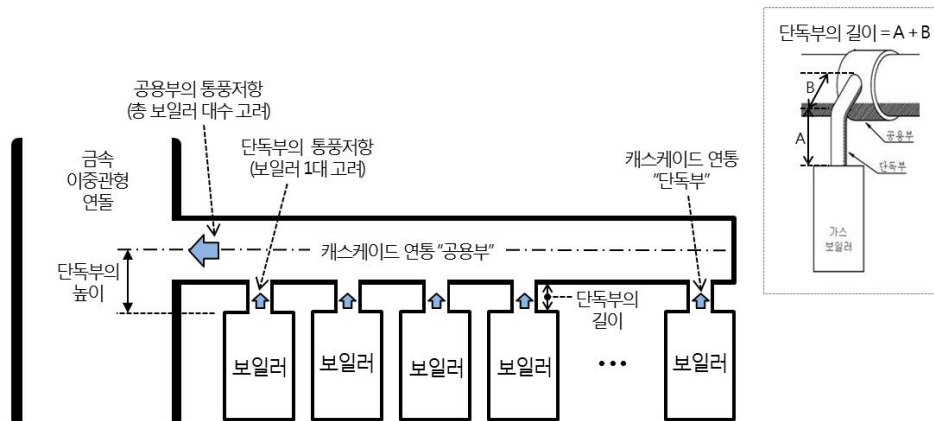 단독부의 길이 = A + B
B
A
공용부
단독부
가스
보일러
공용부의 통풍저항
(총 보일러 대수 고려)
단독부의 통풍저항
(보일러 1대 고려)
캐스케이드 연통
"단독부"
금속
이중관형
연돌
캐스케이드 연통 "공용부"
단독부의
높이
단독부의
길이
보일러
보일러
보일러
보일러
•••
보일러